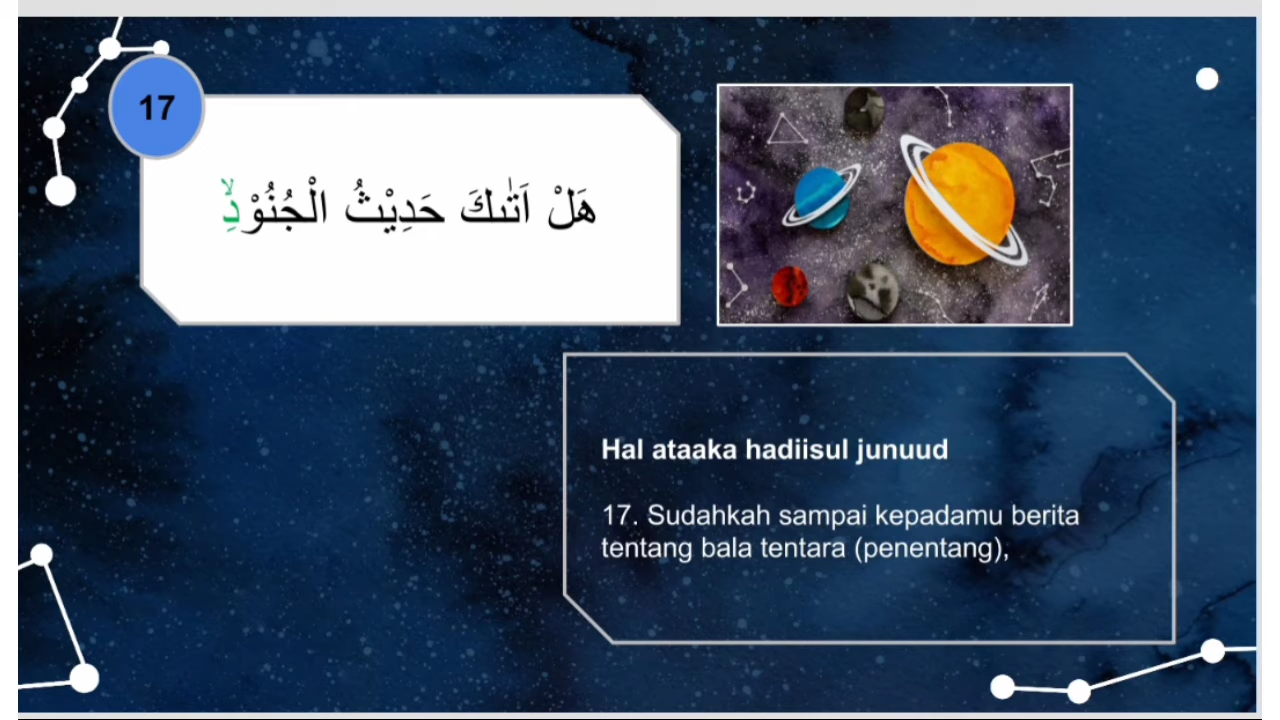 17
هَلْ اَتٰىكَ حَدِيْثُ الْجُنُوْدِۙ
Hal ataaka hadiisul junuud
17. Sudahkah sampai kepadamu berita
tentang bala tentara (penentang),